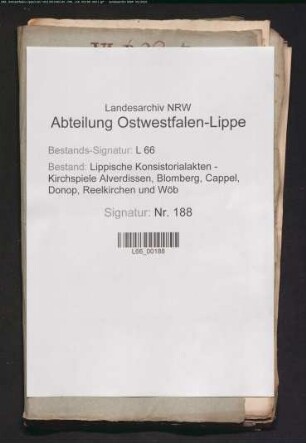 Landesarchiv NRW
Abteilung Ostwestfalen-Lippe
Bestands-Signatur: L 66
Bestand: Lippische Konsistorialakten -
Kirchspiele Alverdissen, Blomberg, Cappel,
Donop, Reelkirchen und Wöb
Signatur: Nr. 188
L66_00188